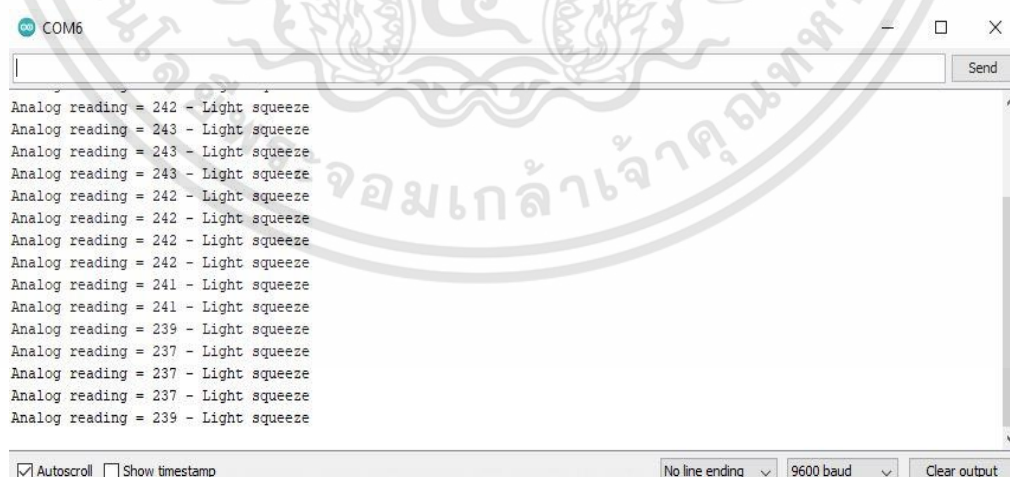 COM6
Send
Analog reading = 242 - Light squeeze
Analog reading = 243 - Light squeeze
Analog reading = 243 - Light squeeze
Analog reading = 243 - Light squeeze
Analog reading = 242 - Light squeeze
Analog reading = 242 - Light squeeze
Analog reading = 242 - Light squeeze
Analog reading = 242 - Light squeeze
Analog reading = 241 - Light squeeze
Analog reading = 241 - Light squeeze
Analog reading = 239 - Light squeeze
Analog reading = 237 - Light squeeze
Analog reading = 237 - Light squeeze
Analog reading = 237 - Light squeeze
Analog reading = 239 - Light squeeze
Autoscroll Show timestamp No line ending 9600 baud Clear output